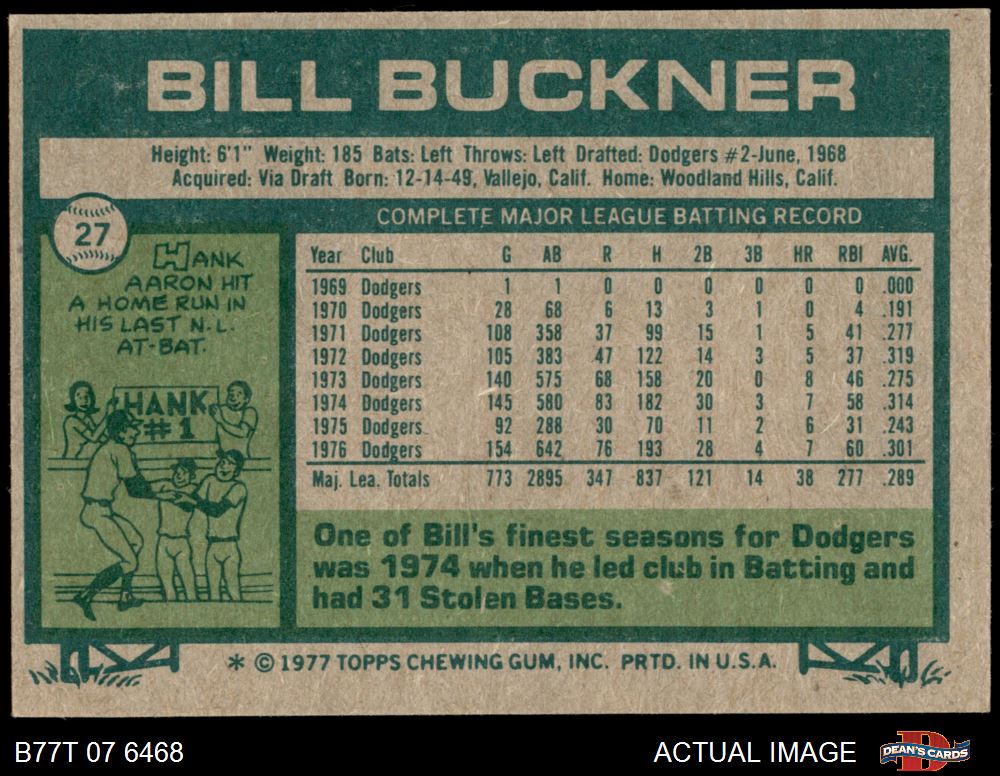 BILL BUCKNER
Height: 6'1" Weight: 185 Bats: Left Throws: Left Drafted: Dodgers #2-June, 1968
Acquired: Via Draft Born: 12-14-49, Vallejo, Calif. Home: Woodland Hills, Calif.
27
HANK
AARON HIT
A HOME RUN IN
HIS LAST N.L.
AT-BAT.
HANK
#1
COMPLETE MAJOR LEAGUE BATTING RECORD
Year Club G AB R H 2B 3B HR RBI AVG.
1969 Dodgers 1 1 0 0 0 0 0 0 .000
1970 Dodgers 28 68 6 13 3 1 0 4 .191
1971 Dodgers 108 358 37 99 15 1 5 41 .277
1972 Dodgers 105 383 47 122 14 3 5 37 .319
1973 Dodgers 140 575 68 158 20 0 8 46 .275
1974 Dodgers 145 580 83 182 30 3 7 58 .314
1975 Dodgers 92 288 30 70 11 2 6 31 .243
1976 Dodgers 154 642 76 193 28 4 7 60 .301
Maj. Lea. Totals 773 2895 347 837 121 14 38 277 .289
One of Bill's finest seasons for Dodgers
was 1974 when he led club in Batting and
had 31 Stolen Bases.
* © 1977 TOPPS CHEWING GUM, INC. PRTD. IN U.S.A.
B77T 07 6468
ACTUAL IMAGE
D
DEAN'S CARDS